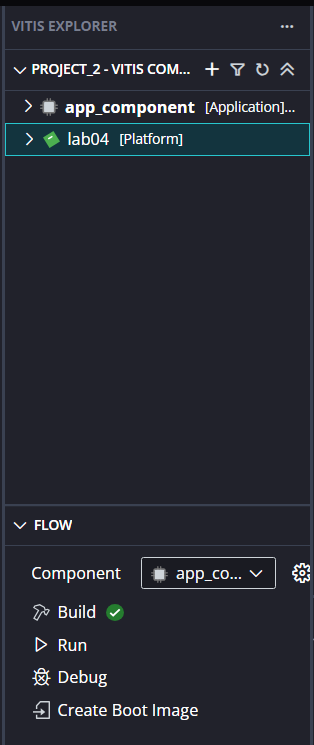 VITIS EXPLORER
PROJECT_2 - VITIS COM...
app_component [Application]...
lab04 [Platform]
FLOW
Component app_co...
Build
Run
Debug
Create Boot Image